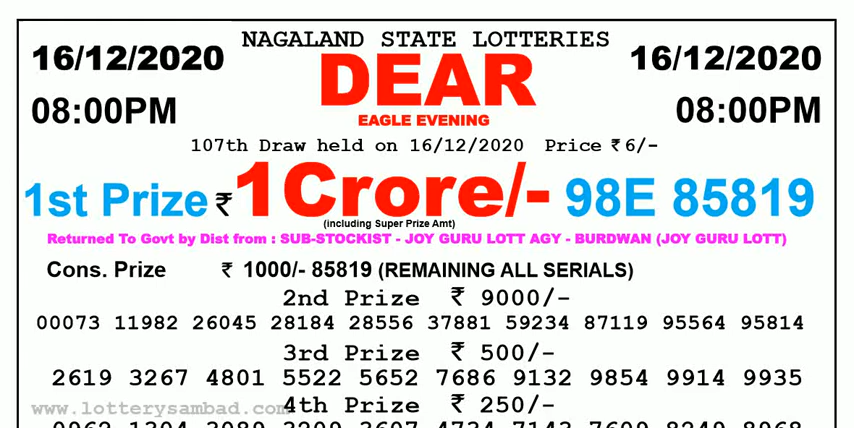 NAGALAND STATE LOTTERIES
16/12/2020 DEAR 16/12/2020
08:00PM EAGLE EVENING 08:00PM
107th Draw held on 16/12/2020 Price ₹6/-
1st Prize ₹1Crore/- 98E 85819
(including Super Prize Amt)
Returned To Govt by Dist from : SUB-STOCKIST - JOY GURU LOTT AGY - BURDWAN (JOY GURU LOTT)
Cons. Prize ₹ 1000/- 85819 (REMAINING ALL SERIALS)
2nd Prize ₹ 9000/-
00073 11982 26045 28184 28556 37881 59234 87119 95564 95814
3rd Prize ₹ 500/-
2619 3267 4801 5522 5652 7686 9132 9854 9914 9935
www.lotterysambad.com 4th Prize ₹ 250/-